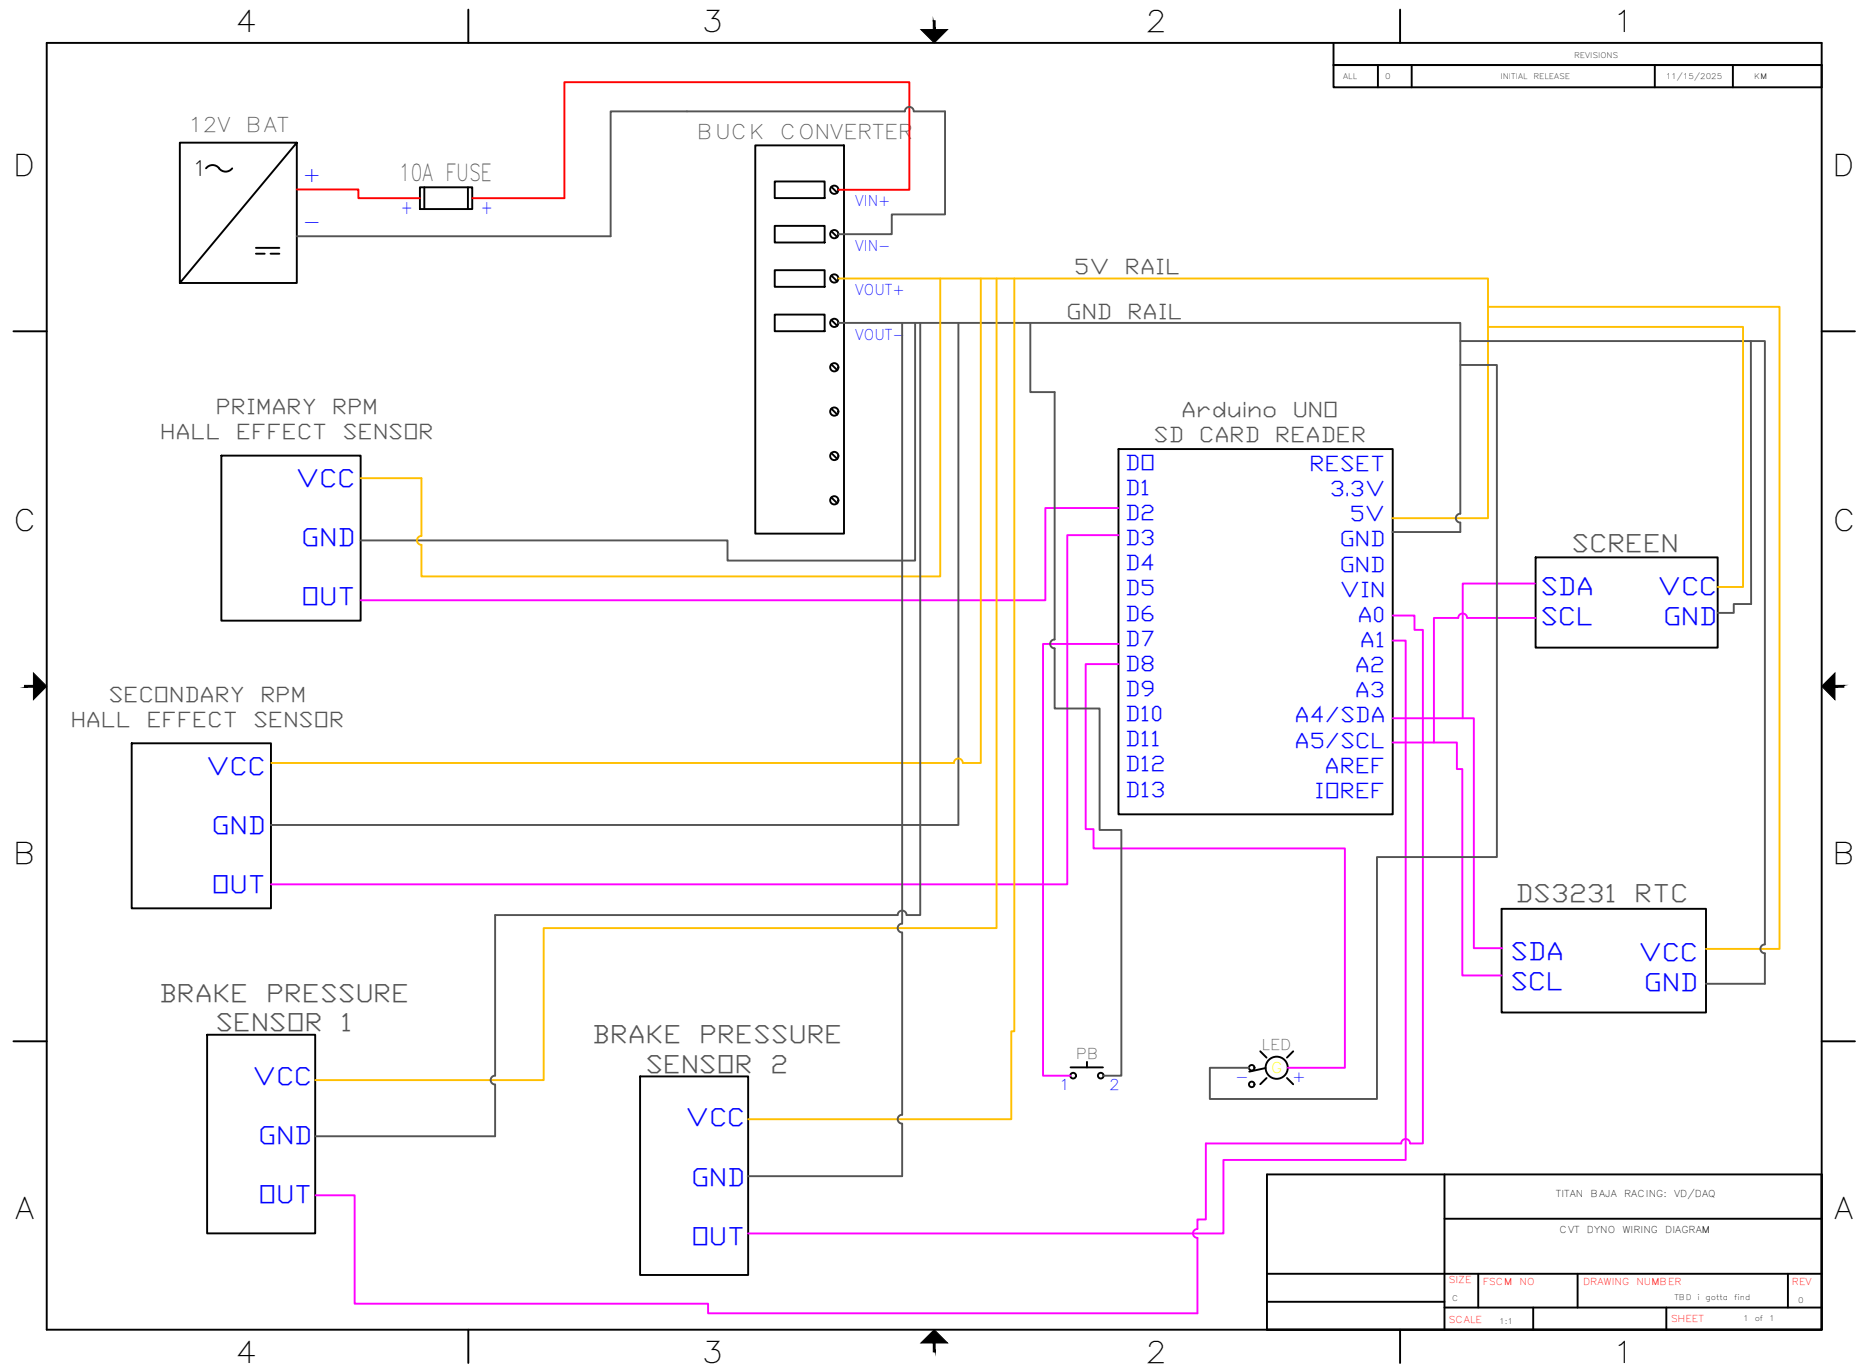 4 3 2 1
REVISIONS
ALL 0 INITIAL RELEASE 11/15/2025 KM
D D
12V BAT
1
+
−
10A FUSE
+ +
BUCK CONVERTER
VIN+
VIN−
VOUT+
VOUT−
5V RAIL
GND RAIL
C C
PRIMARY RPM
HALL EFFECT SENSOR
VCC
GND
OUT
Arduino UNO
SD CARD READER
D0 RESET
D1 3.3V
D2 5V
D3 GND
D4 GND
D5 VIN
D6 A0
D7 A1
D8 A2
D9 A3
D10 A4/SDA
D11 A5/SCL
D12 AREF
D13 IOREF
SCREEN
SDA VCC
SCL GND
SECONDARY RPM
HALL EFFECT SENSOR
VCC
GND
OUT
B B
DS3231 RTC
SDA VCC
SCL GND
BRAKE PRESSURE
SENSOR 1
VCC
GND
OUT
BRAKE PRESSURE
SENSOR 2
VCC
GND
OUT
PB
1 2
LED
G
− +
A A
TITAN BAJA RACING: VD/DAQ
CVT DYNO WIRING DIAGRAM
SIZE FSCM NO DRAWING NUMBER REV
C TBD i gotta find 0
SCALE 1:1 SHEET 1 of 1
4 3 2 1